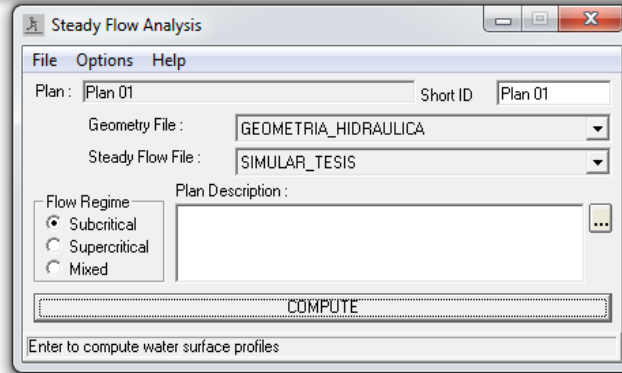 Steady Flow Analysis
File Options Help
Plan : Plan 01 Short ID Plan 01
Geometry File : GEOMETRIA_HIDRAULICA
Steady Flow File : SIMULAR_TESIS
Flow Regime Plan Description :
Subcritical
...
Supercritical
Mixed
COMPUTE
Enter to compute water surface profiles